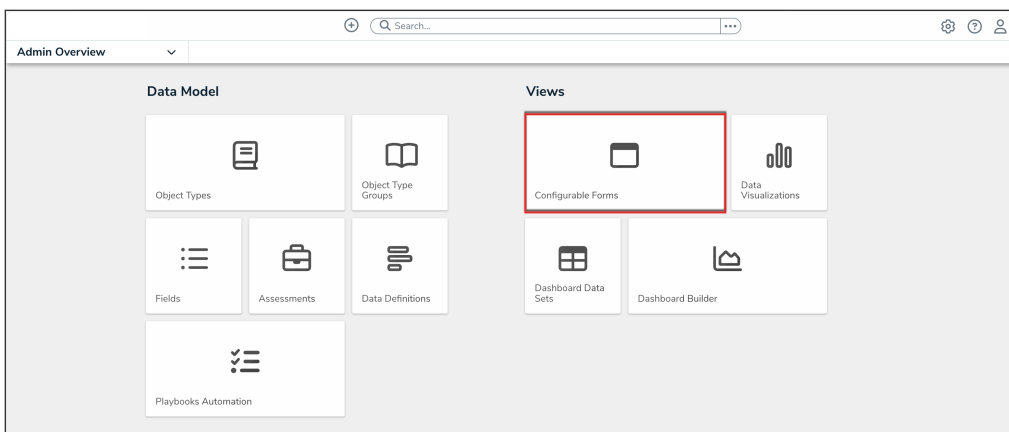 Search...
Admin Overview
Data Model
Object Types
Object Type
Groups
Fields
Assessments
Data Definitions
Playbooks Automation
Views
Configurable Forms
Data
Visualizations
Dashboard Data
Sets
Dashboard Builder